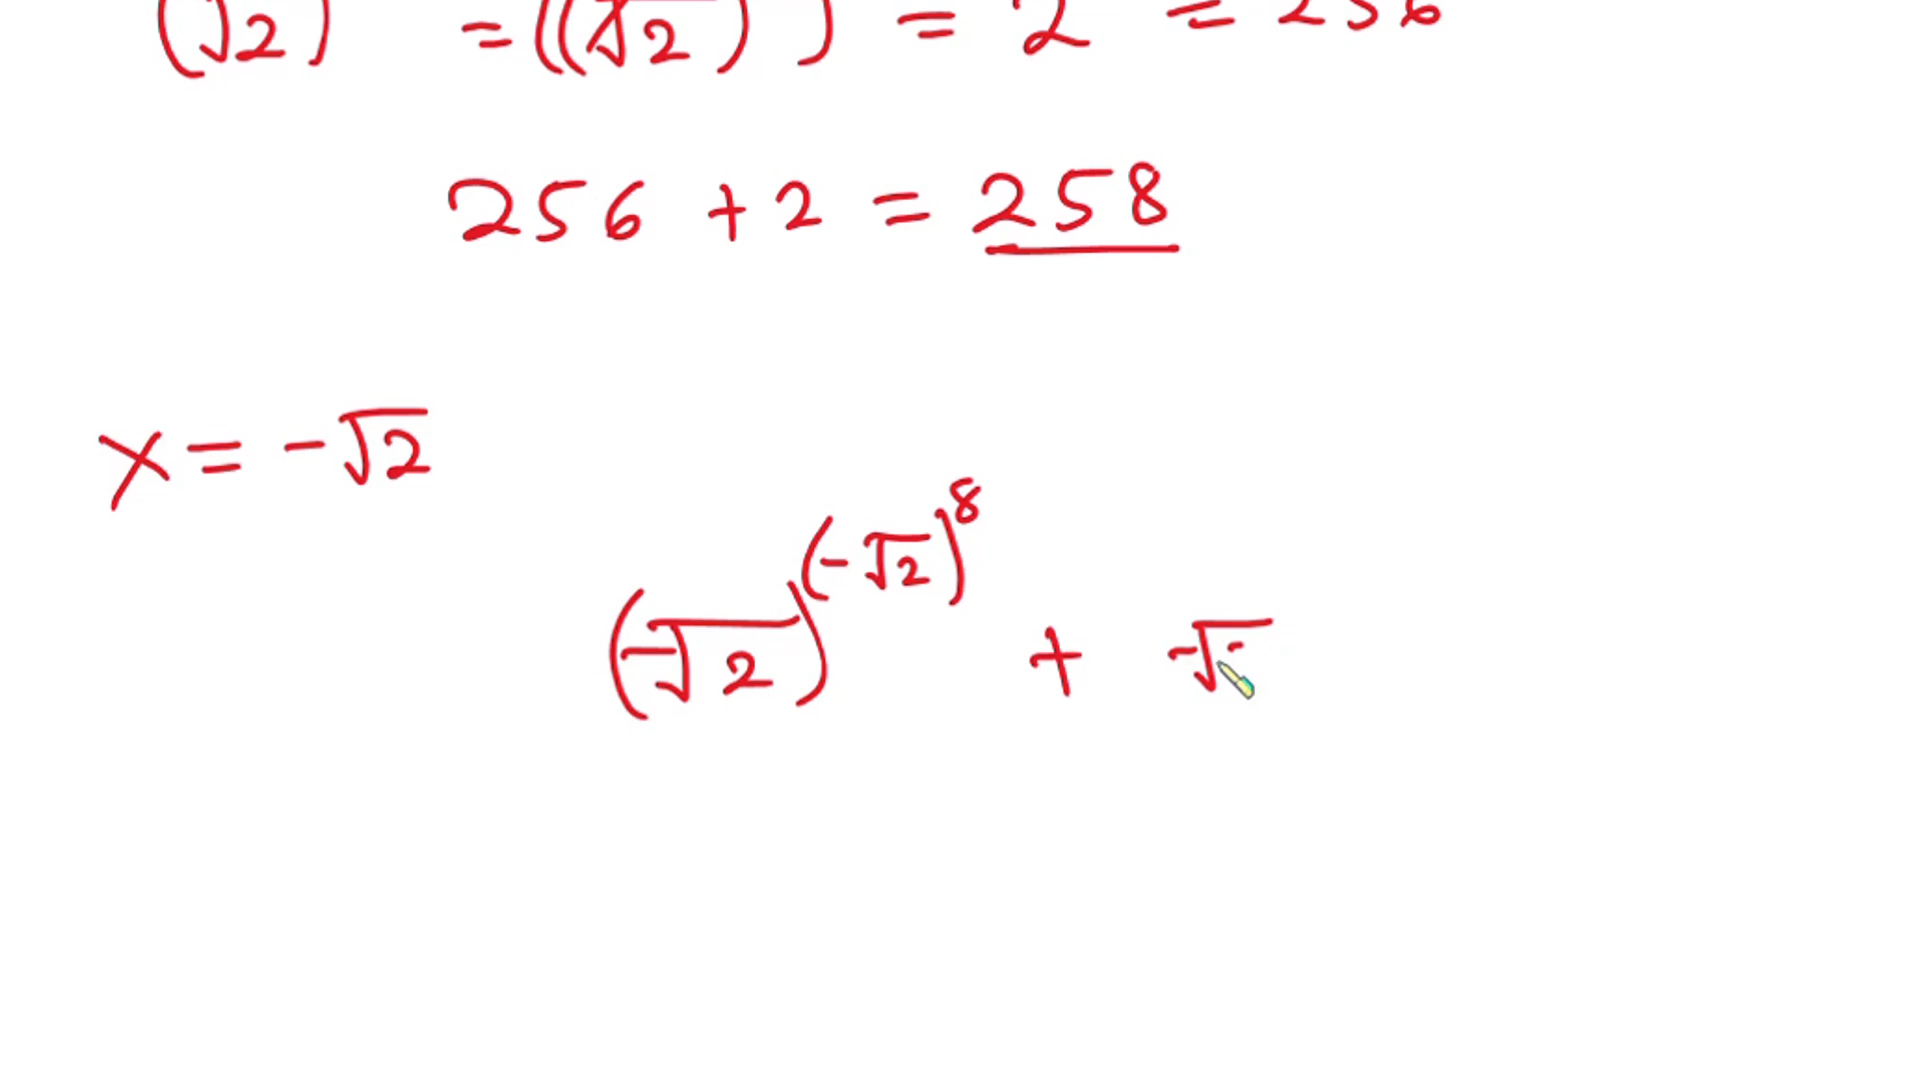 (√2) = ((√2) ) = 2 = 256
256 + 2 = 258
x = -√2
(-√2)^(-√2)^8 + -√